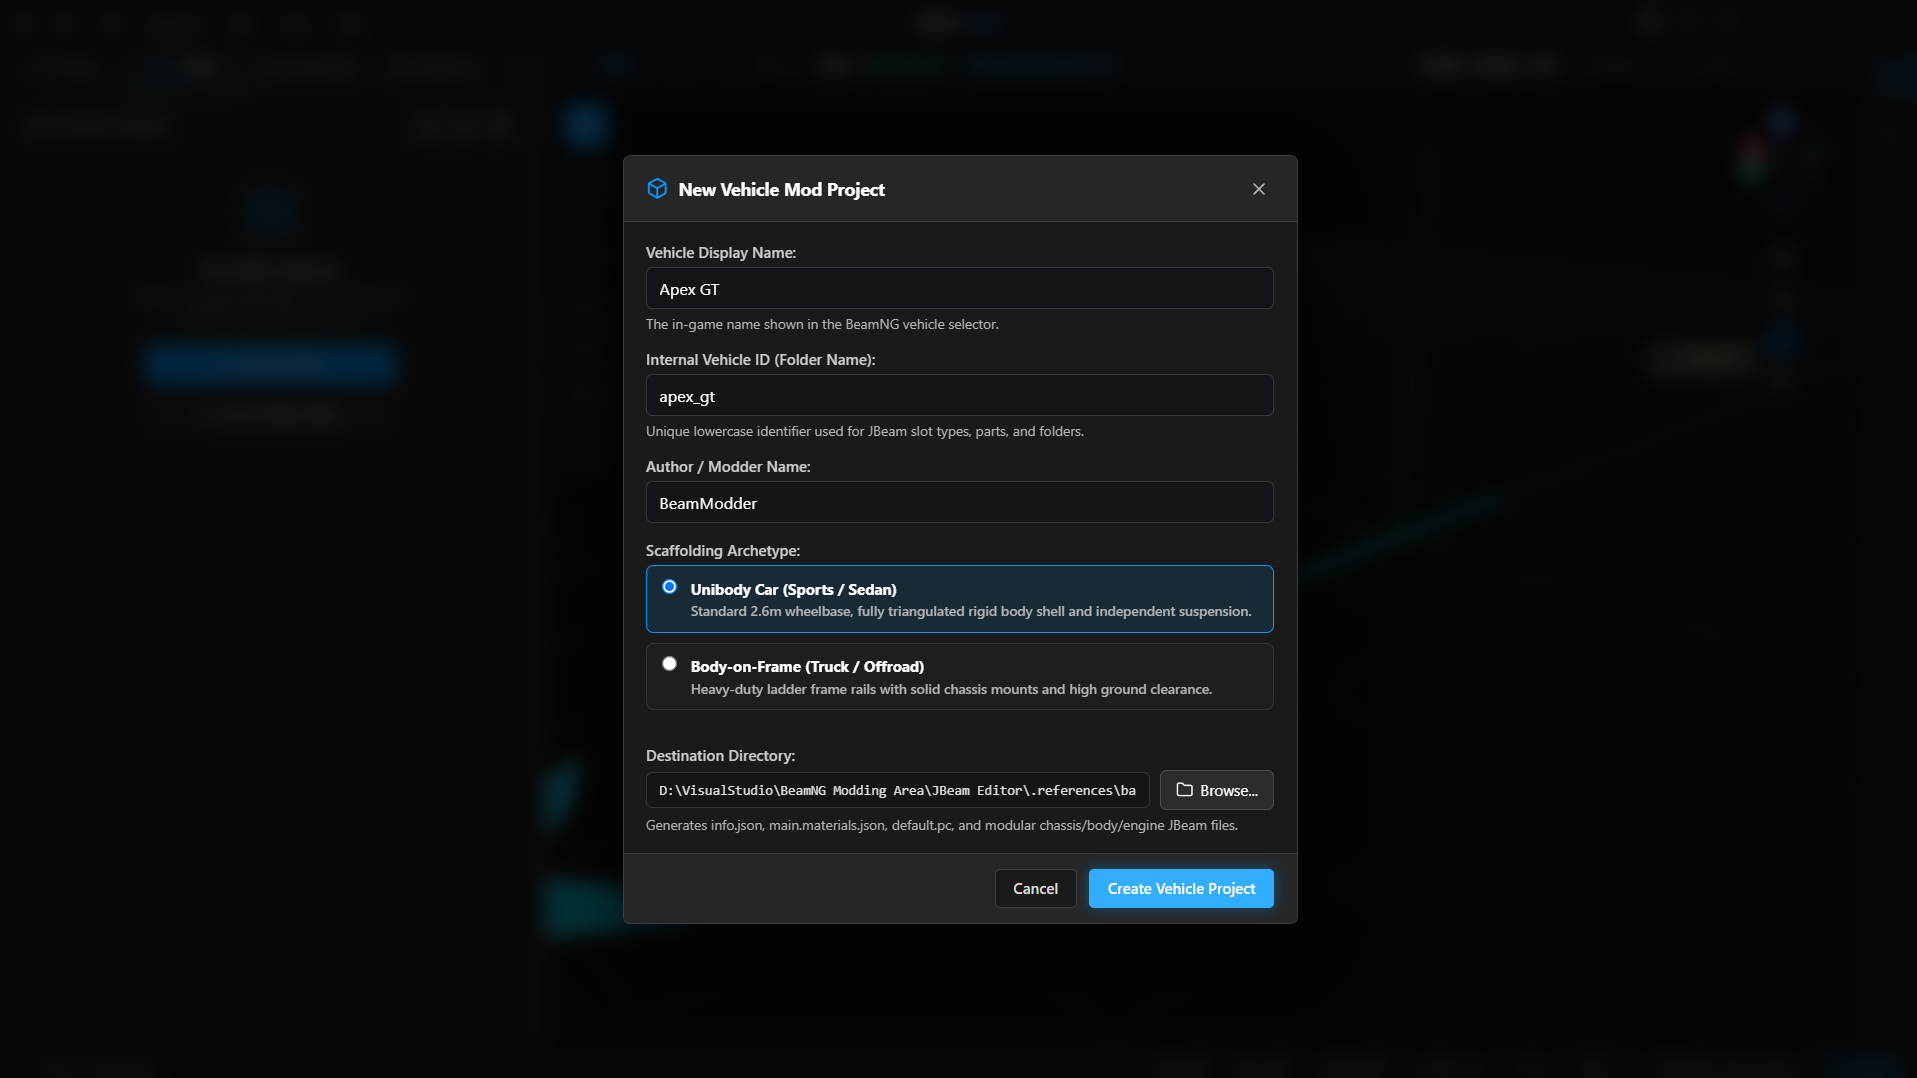 New Vehicle Mod Project
Vehicle Display Name:
Apex GT
The in-game name shown in the BeamNG vehicle selector.
Internal Vehicle ID (Folder Name):
apex_gt
Unique lowercase identifier used for JBeam slot types, parts, and folders.
Author / Modder Name:
BeamModder
Scaffolding Archetype:
Unibody Car (Sports / Sedan)
Standard 2.6m wheelbase, fully triangulated rigid body shell and independent suspension.
Body-on-Frame (Truck / Offroad)
Heavy-duty ladder frame rails with solid chassis mounts and high ground clearance.
Destination Directory:
D:\VisualStudio\BeamNG Modding Area\JBeam Editor\.references\ba
Browse...
Generates info.json, main.materials.json, default.pc, and modular chassis/body/engine JBeam files.
Cancel
Create Vehicle Project